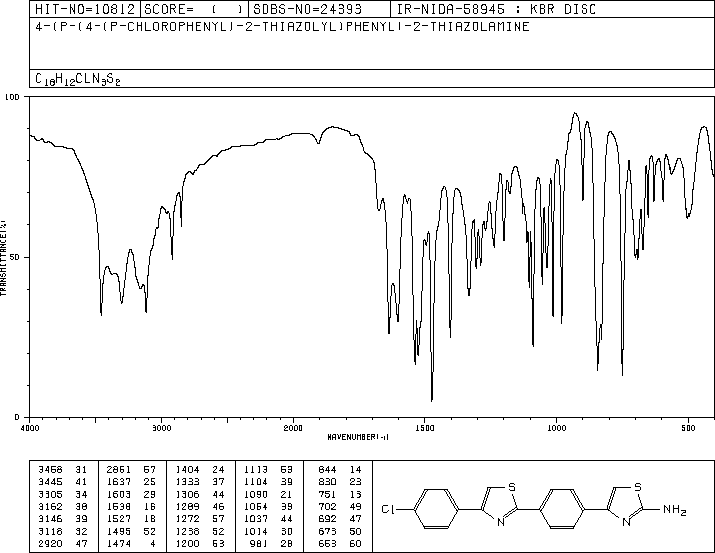 HIT-NO=10812 SCORE= ( ) SDBS-NO=24393 IR-NIDA-58945 : KBR DISC
4-(P-(4-(P-CHLOROPHENYL)-2-THIAZOLYL)PHENYL)-2-THIAZOLAMINE
C18H12CLN3S2
100
50
0
TRANSMITTANCE(%)
4000 3000 2000 1500 1000 500
WAVENUMBER(-1)
3458 31 2851 57 1404 24 1113 53 844 14
3445 41 1637 25 1333 37 1104 39 830 23
3305 34 1603 29 1306 44 1090 21 751 13
3162 38 1538 16 1289 46 1054 39 702 49
3146 39 1527 18 1272 57 1037 44 692 47
3118 32 1495 52 1238 52 1014 30 673 50
2920 47 1474 4 1200 53 981 28 653 60
S S
Cl N N NH2